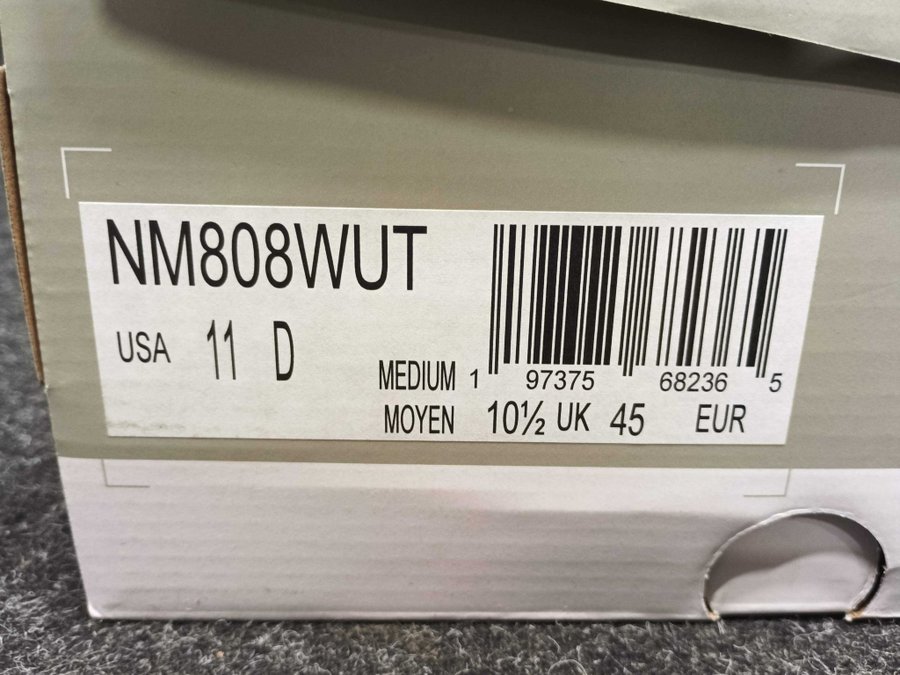 NM808WUT
USA 11 D
MEDIUM 1 97375 68236 5
MOYEN 10½ UK 45 EUR